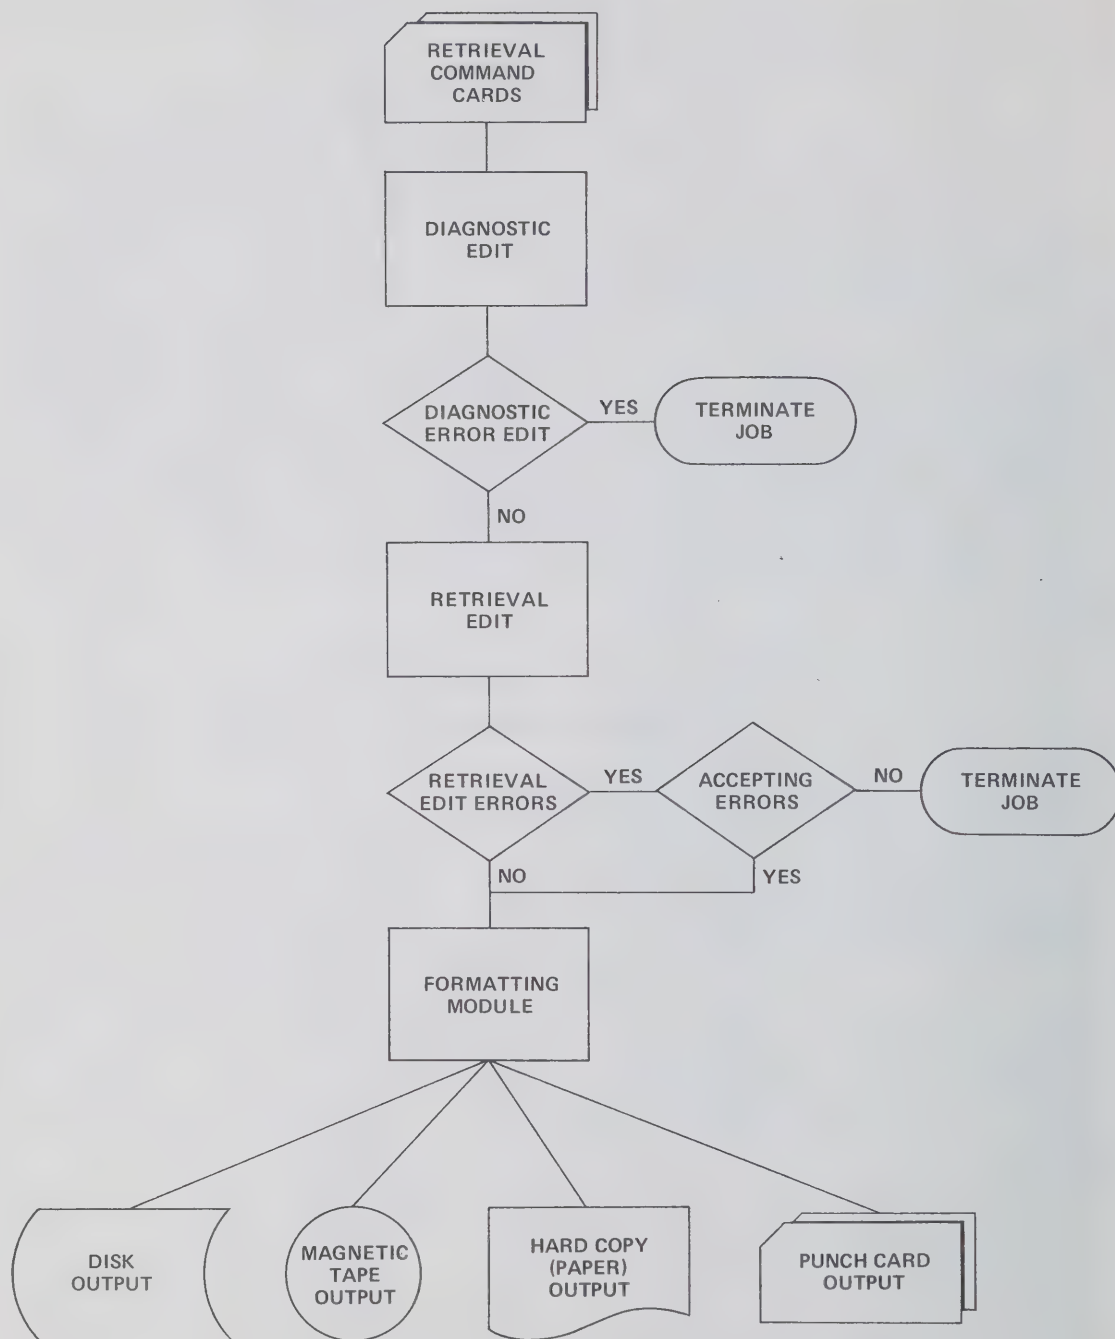 RETRIEVAL
COMMAND
CARDS
DIAGNOSTIC
EDIT
DIAGNOSTIC
ERROR EDIT
YES
TERMINATE
JOB
NO
RETRIEVAL
EDIT
RETRIEVAL
EDIT ERRORS
YES
ACCEPTING
ERRORS
NO
TERMINATE
JOB
NO
YES
FORMATTING
MODULE
DISK
OUTPUT
MAGNETIC
TAPE
OUTPUT
HARD COPY
(PAPER)
OUTPUT
PUNCH CARD
OUTPUT